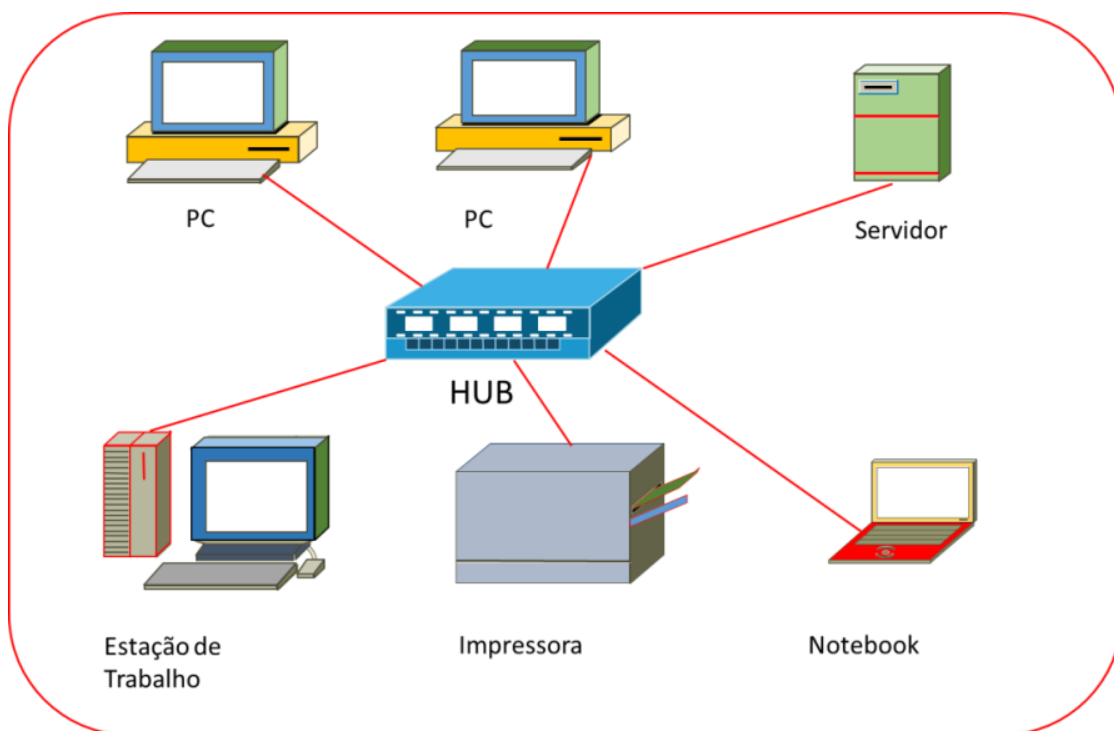 PC
PC
Servidor
HUB
Estação de
Trabalho
Impressora
Notebook